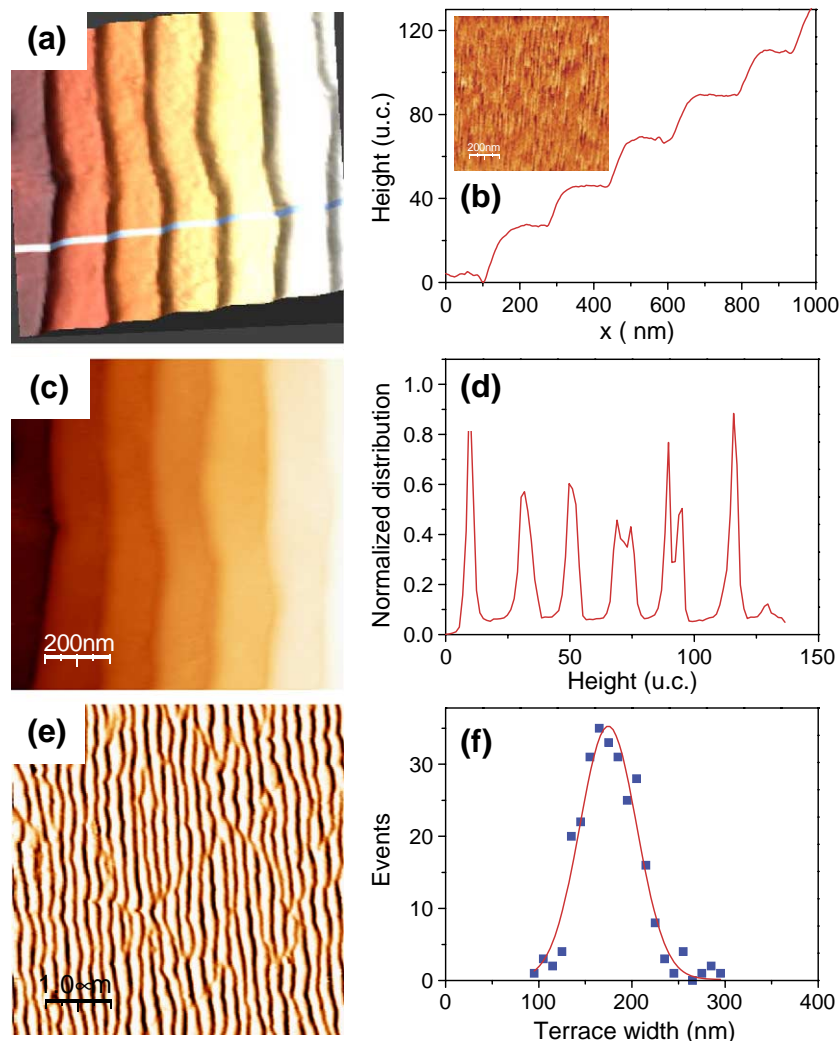 (a)
Height (u.c.)
120
80
40
0
200nm
(b)
0 200 400 600 800 1000
x ( nm)
(c)
200nm
Normalized distribution
1.0
0.8
0.6
0.4
0.2
0.0
(d)
0 50 100 150
Height (u.c.)
(e)
1.0∝m
Events
30
20
10
0
(f)
0 100 200 300 400
Terrace width (nm)